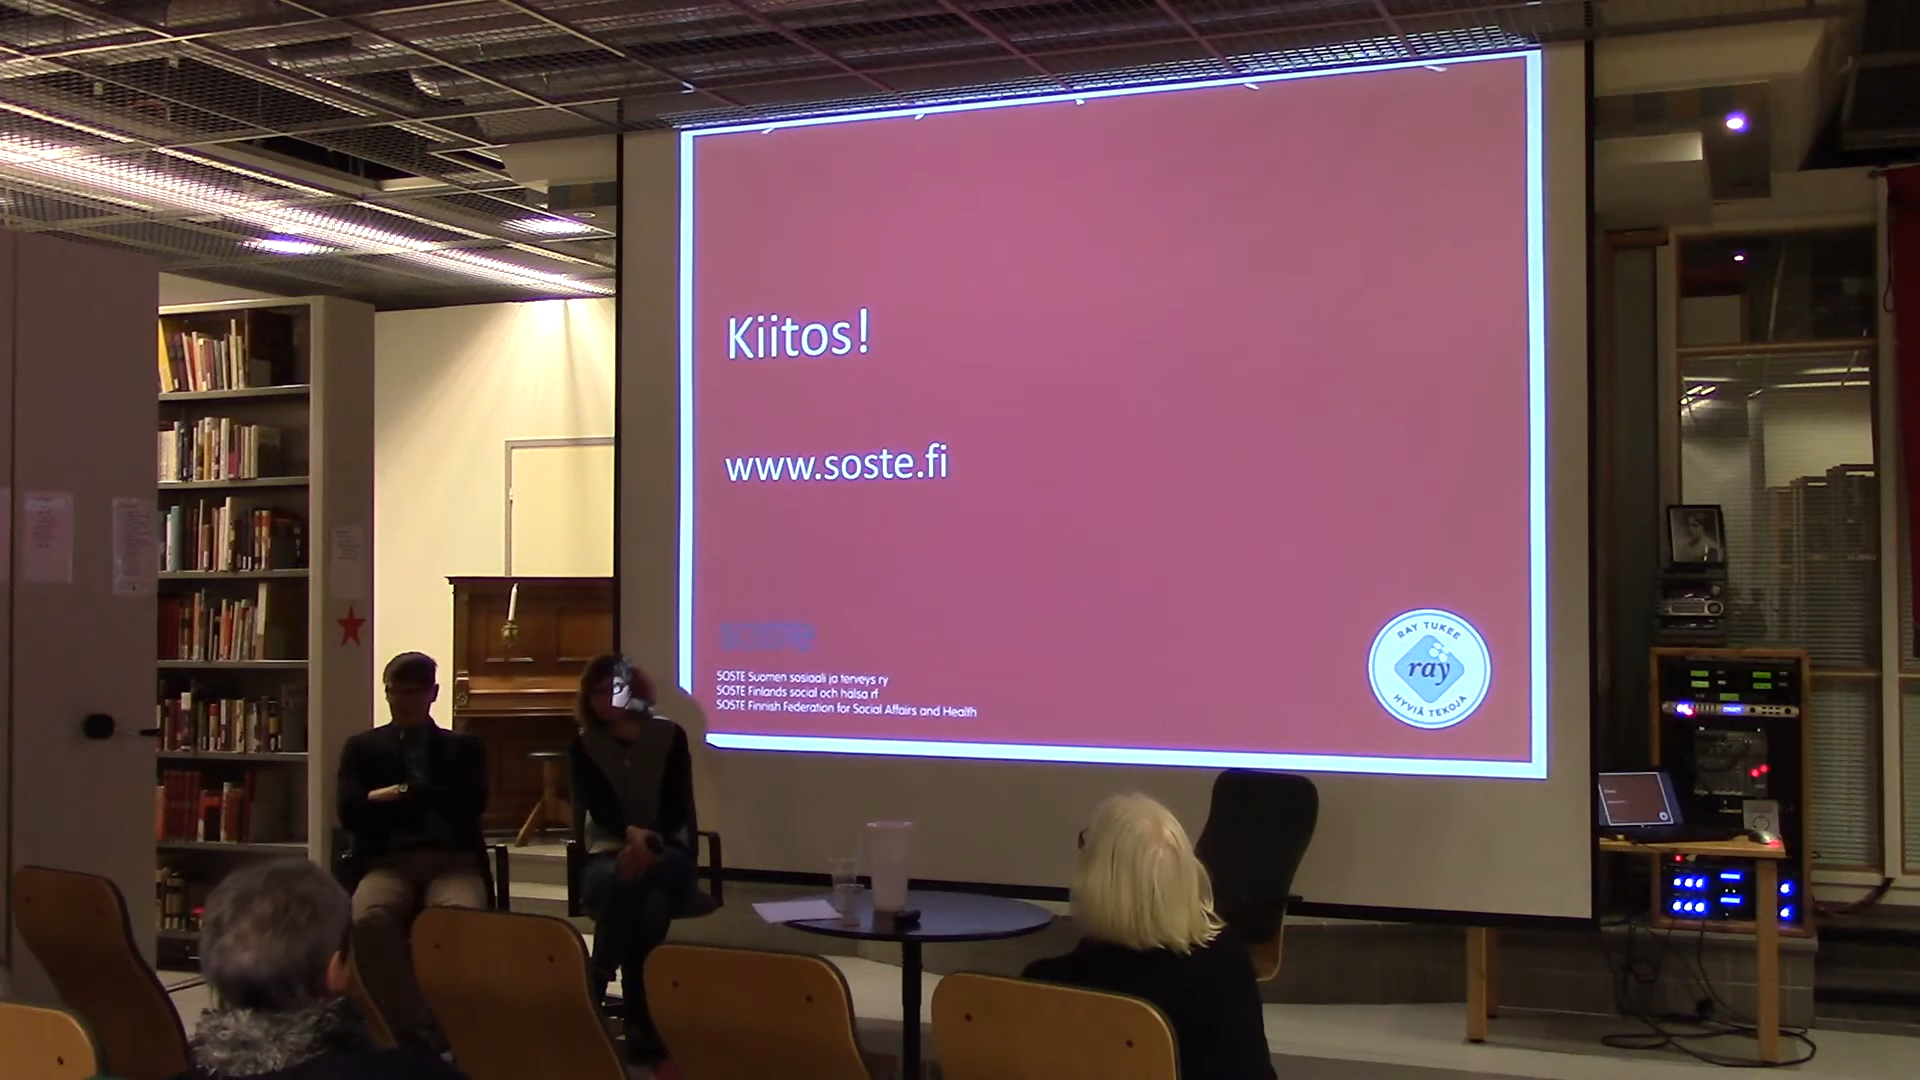 Kiitos!
www.soste.fi
soste
SOSTE Suomen sosiaali ja terveys ry
SOSTE Finlands social och hälsa rf
SOSTE Finnish Federation for Social Affairs and Health
RAY TUKEE
ray
HYVIÄ TEKOJA